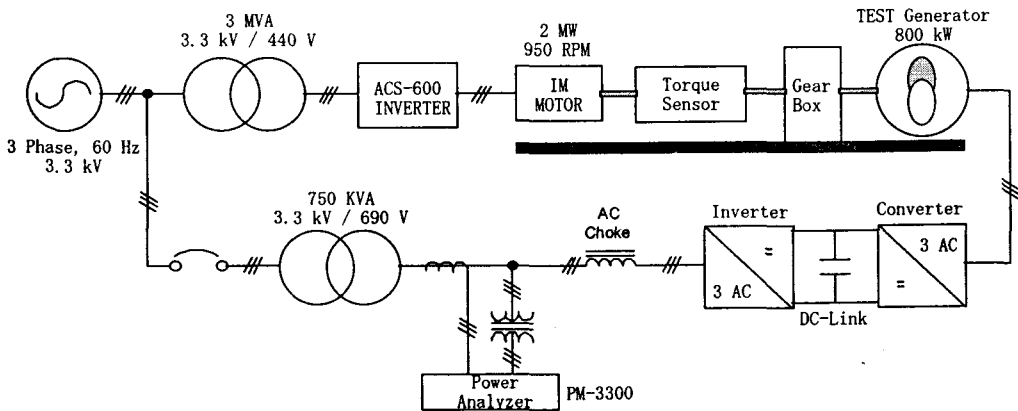 3 MVA
3.3 kV / 440 V
ACS-600
INVERTER
2 MW
950 RPM
IM
MOTOR
Torque
Sensor
Gear
Box
TEST Generator
800 kW
3 Phase, 60 Hz
3.3 kV
750 KVA
3.3 kV / 690 V
AC
Choke
Inverter
=
3 AC
DC-Link
Converter
3 AC
=
Power
Analyzer
PM-3300